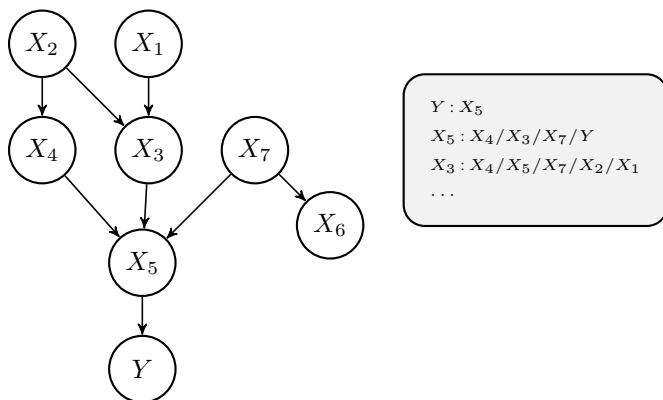 X₂
X₁
X₄
X₃
X₇
X₆
X₅
Y
Y : X₅
X₅ : X₄/X₃/X₇/Y
X₃ : X₄/X₅/X₇/X₂/X₁
...